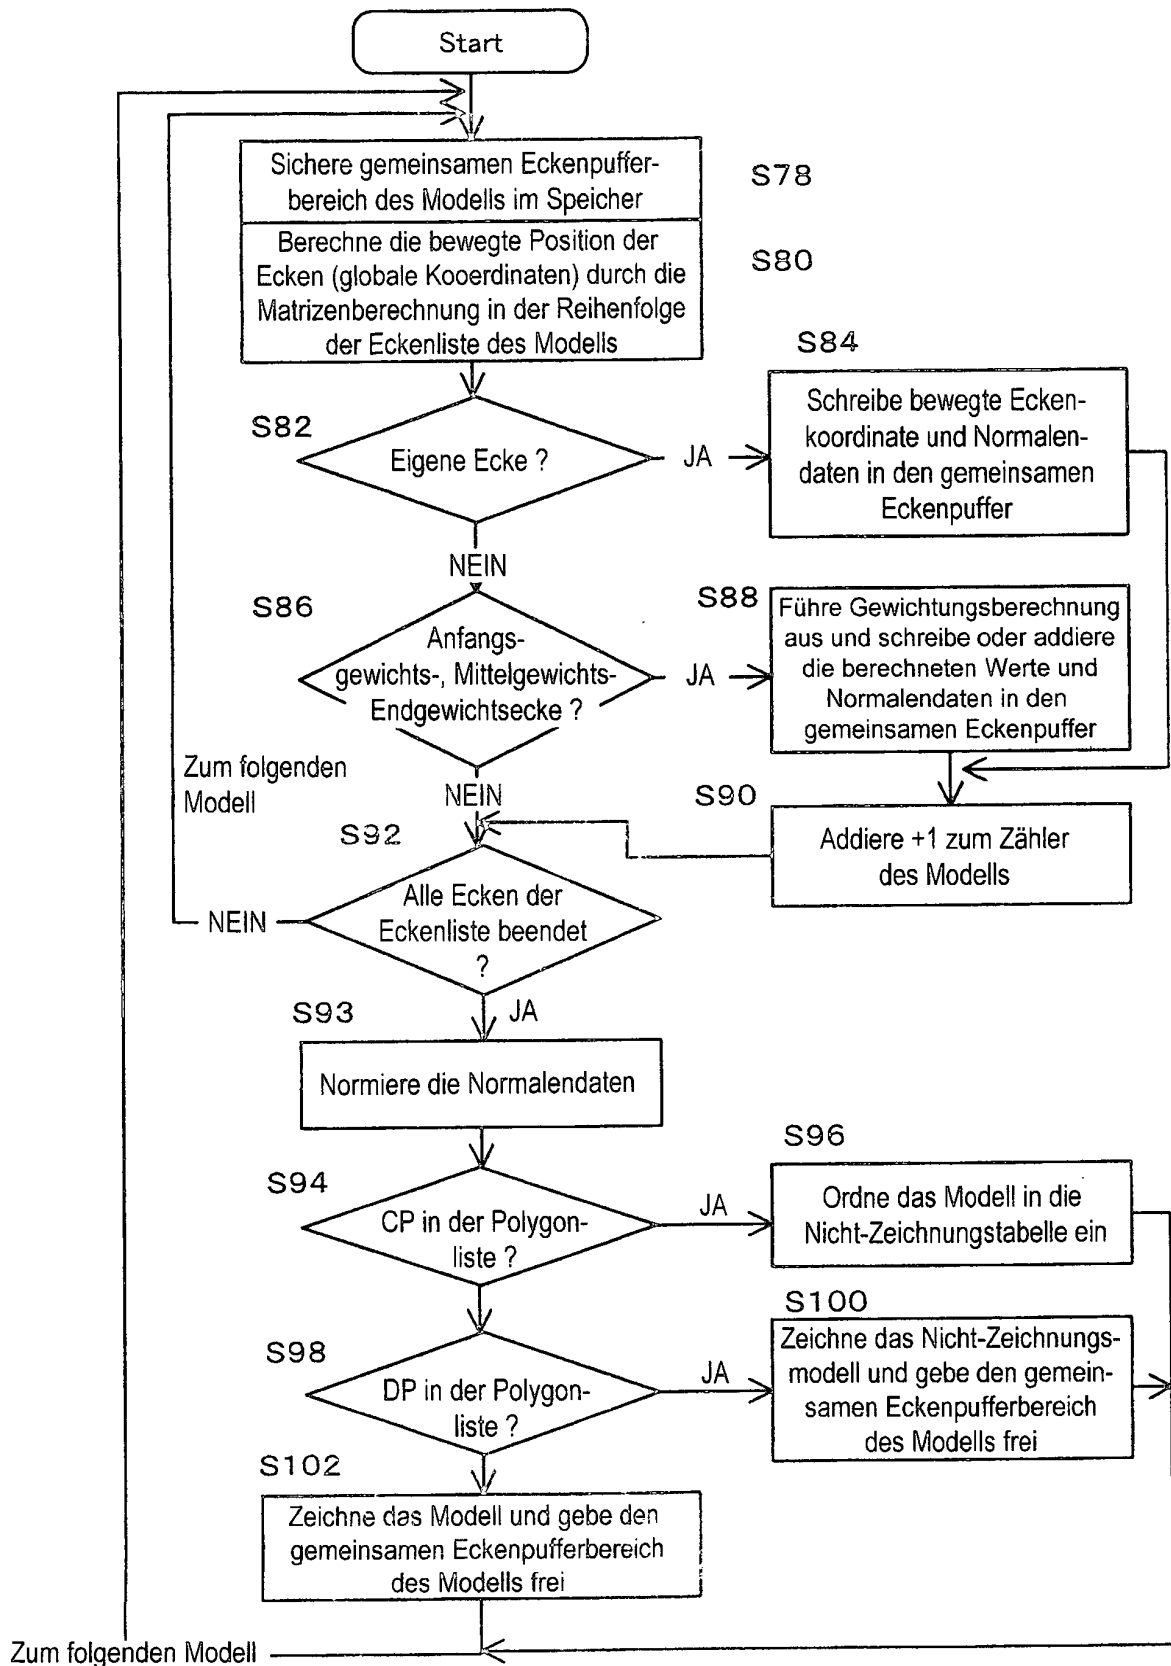 Start
Sichere gemeinsamen Eckenpuffer-
bereich des Modells im Speicher
S78
Berechne die bewegte Position der
Ecken (globale Kooerdinaten) durch die
Matrizenberechnung in der Reihenfolge
der Eckenliste des Modells
S80
S82
Eigene Ecke ?
JA
NEIN
S84
Schreibe bewegte Ecken-
koordinate und Normalen-
daten in den gemeinsamen
Eckenpuffer
S86
Anfangs-
gewichts-, Mittelgewichts-
Endgewichtsecke ?
JA
NEIN
S88
Führe Gewichtungsberechnung
aus und schreibe oder addiere
die berechneten Werte und
Normalendaten in den
gemeinsamen Eckenpuffer
Zum folgenden
Modell
S90
Addiere +1 zum Zähler
des Modells
S92
Alle Ecken der
Eckenliste beendet
?
NEIN
JA
S93
Normiere die Normalendaten
S94
CP in der Polygon-
liste ?
JA
S96
Ordne das Modell in die
Nicht-Zeichnungstabelle ein
S98
DP in der Polygon-
liste ?
JA
S100
Zeichne das Nicht-Zeichnungs-
modell und gebe den gemein-
samen Eckenpufferbereich
des Modells frei
S102
Zeichne das Modell und gebe den
gemeinsamen Eckenpufferbereich
des Modells frei
Zum folgenden Modell